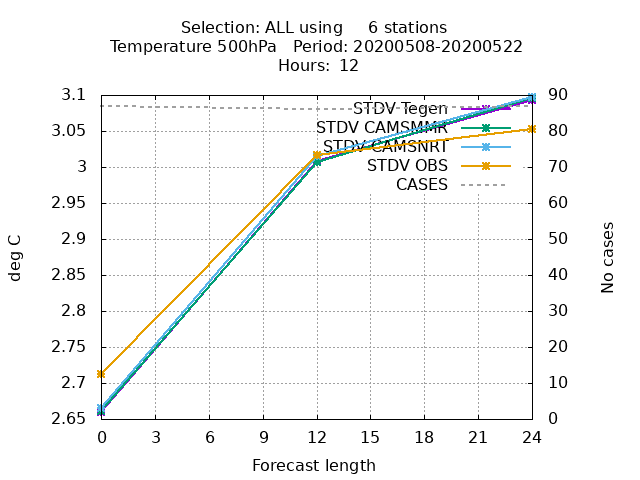 Selection: ALL using     6 stations
Temperature 500hPa   Period: 20200508-20200522
Hours:  12
3.1
3.05
3
2.95
2.9
2.85
2.8
2.75
2.7
2.65
deg C
STDV Tegen
STDV CAMSMMR
STDV CAMSNRT
STDV OBS
CASES
90
80
70
60
50
40
30
20
10
0
No cases
0 3 6 9 12 15 18 21 24
Forecast length